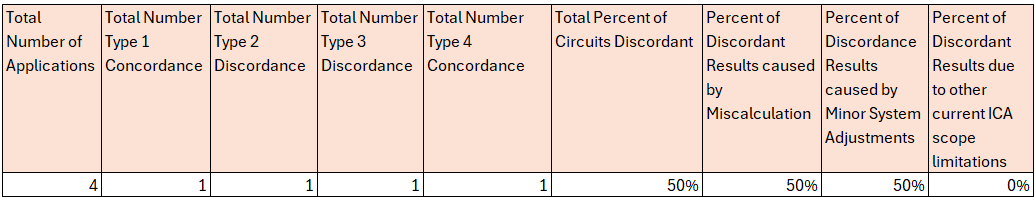 Total
Number of
Applications
Total Number
Type 1
Concordance
Total Number
Type 2
Discordance
Total Number
Type 3
Discordance
Total Number
Type 4
Concordance
Total Percent of
Circuits Discordant
Percent of
Discordant
Results caused
by
Miscalculation
Percent of
Discordance
Results
caused by
Minor System
Adjustments
Percent of
Discordant
Results due
to other
current ICA
scope
limitations
4
1
1
1
1
50%
50%
50%
0%